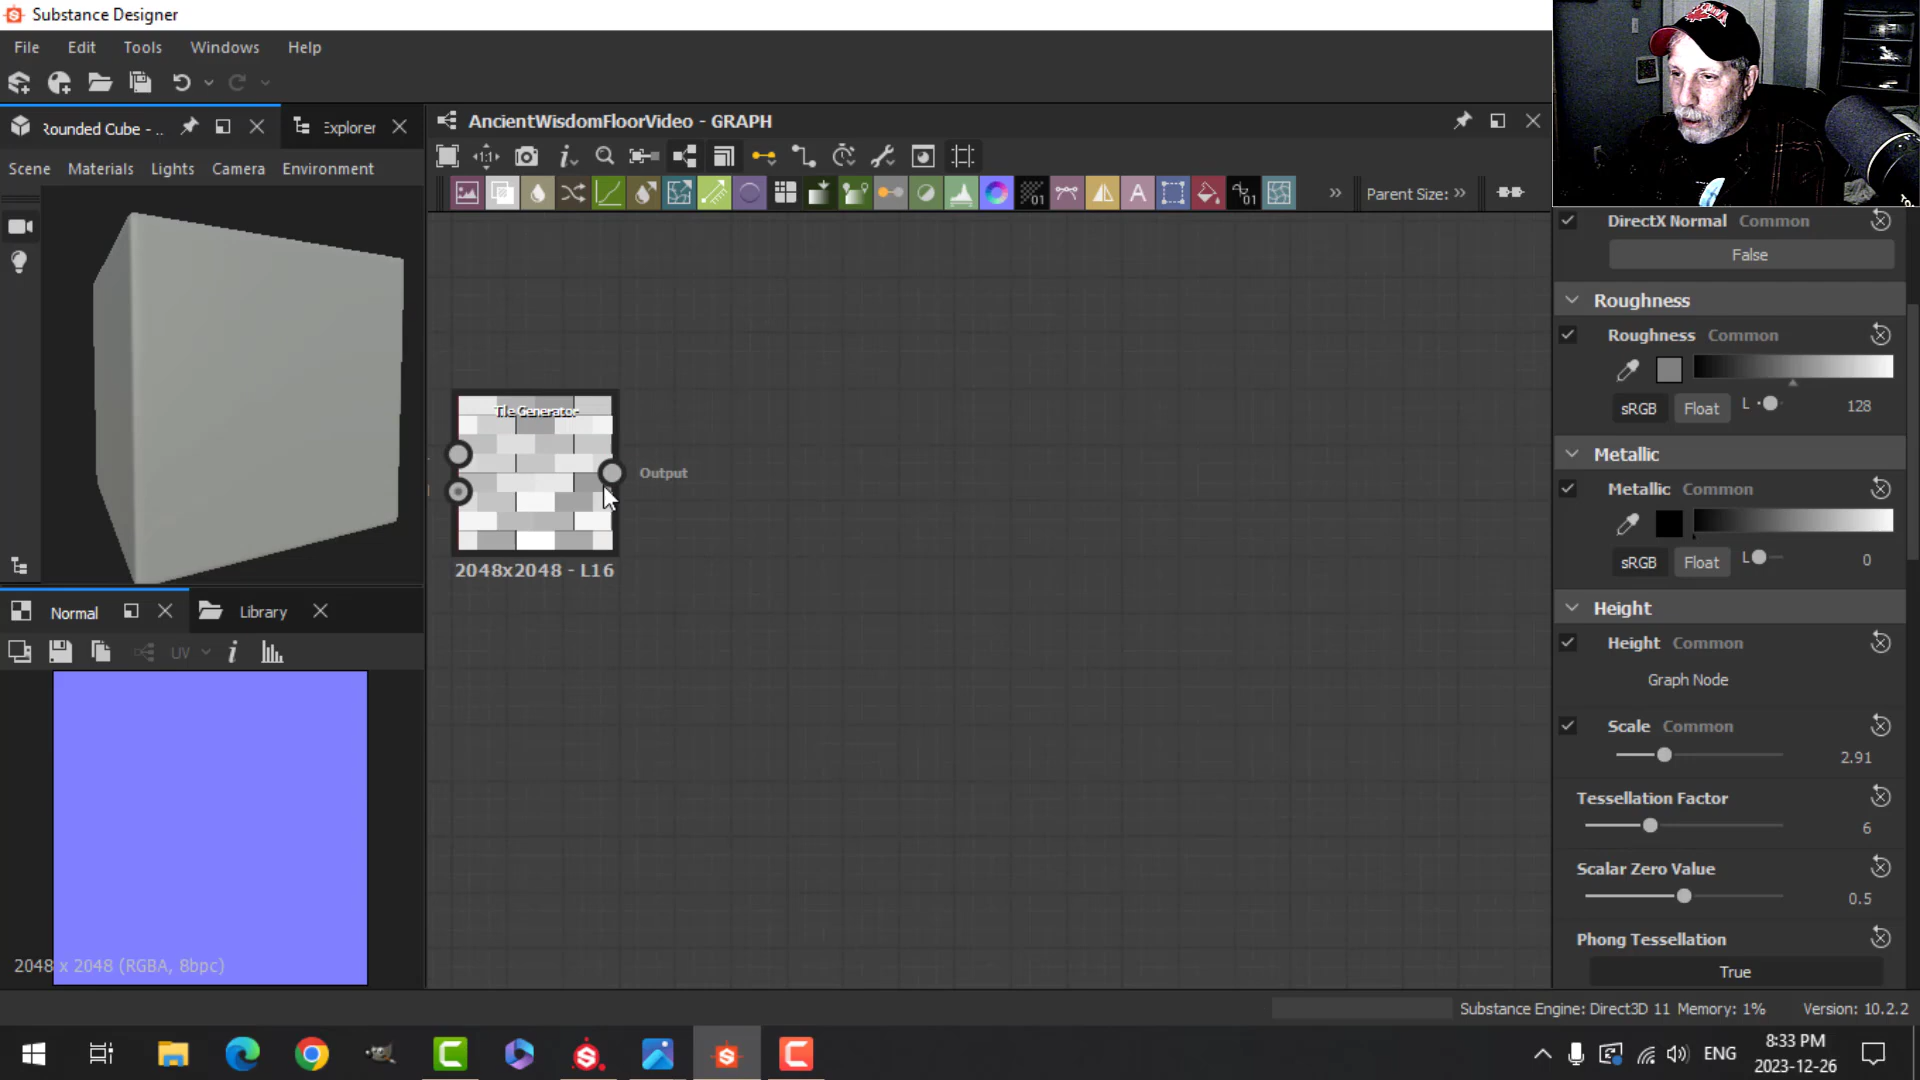 Substance Designer
File Edit Tools Windows Help
Rounded Cube - .. Explorer
Scene Materials Lights Camera Environment
AncientWisdomFloorVideo - GRAPH
Parent Size: »
Tile Generator
Output
2048x2048 - L16
Normal Library
UV
2048 x 2048 (RGBA, 8bpc)
DirectX Normal Common
False
Roughness
Roughness Common
sRGB Float L 128
Metallic
Metallic Common
sRGB Float L 0
Height
Height Common
Graph Node
Scale Common
2.91
Tessellation Factor
6
Scalar Zero Value
0.5
Phong Tessellation
True
Substance Engine: Direct3D 11 Memory: 1% Version: 10.2.2
ENG
8:33 PM
2023-12-26